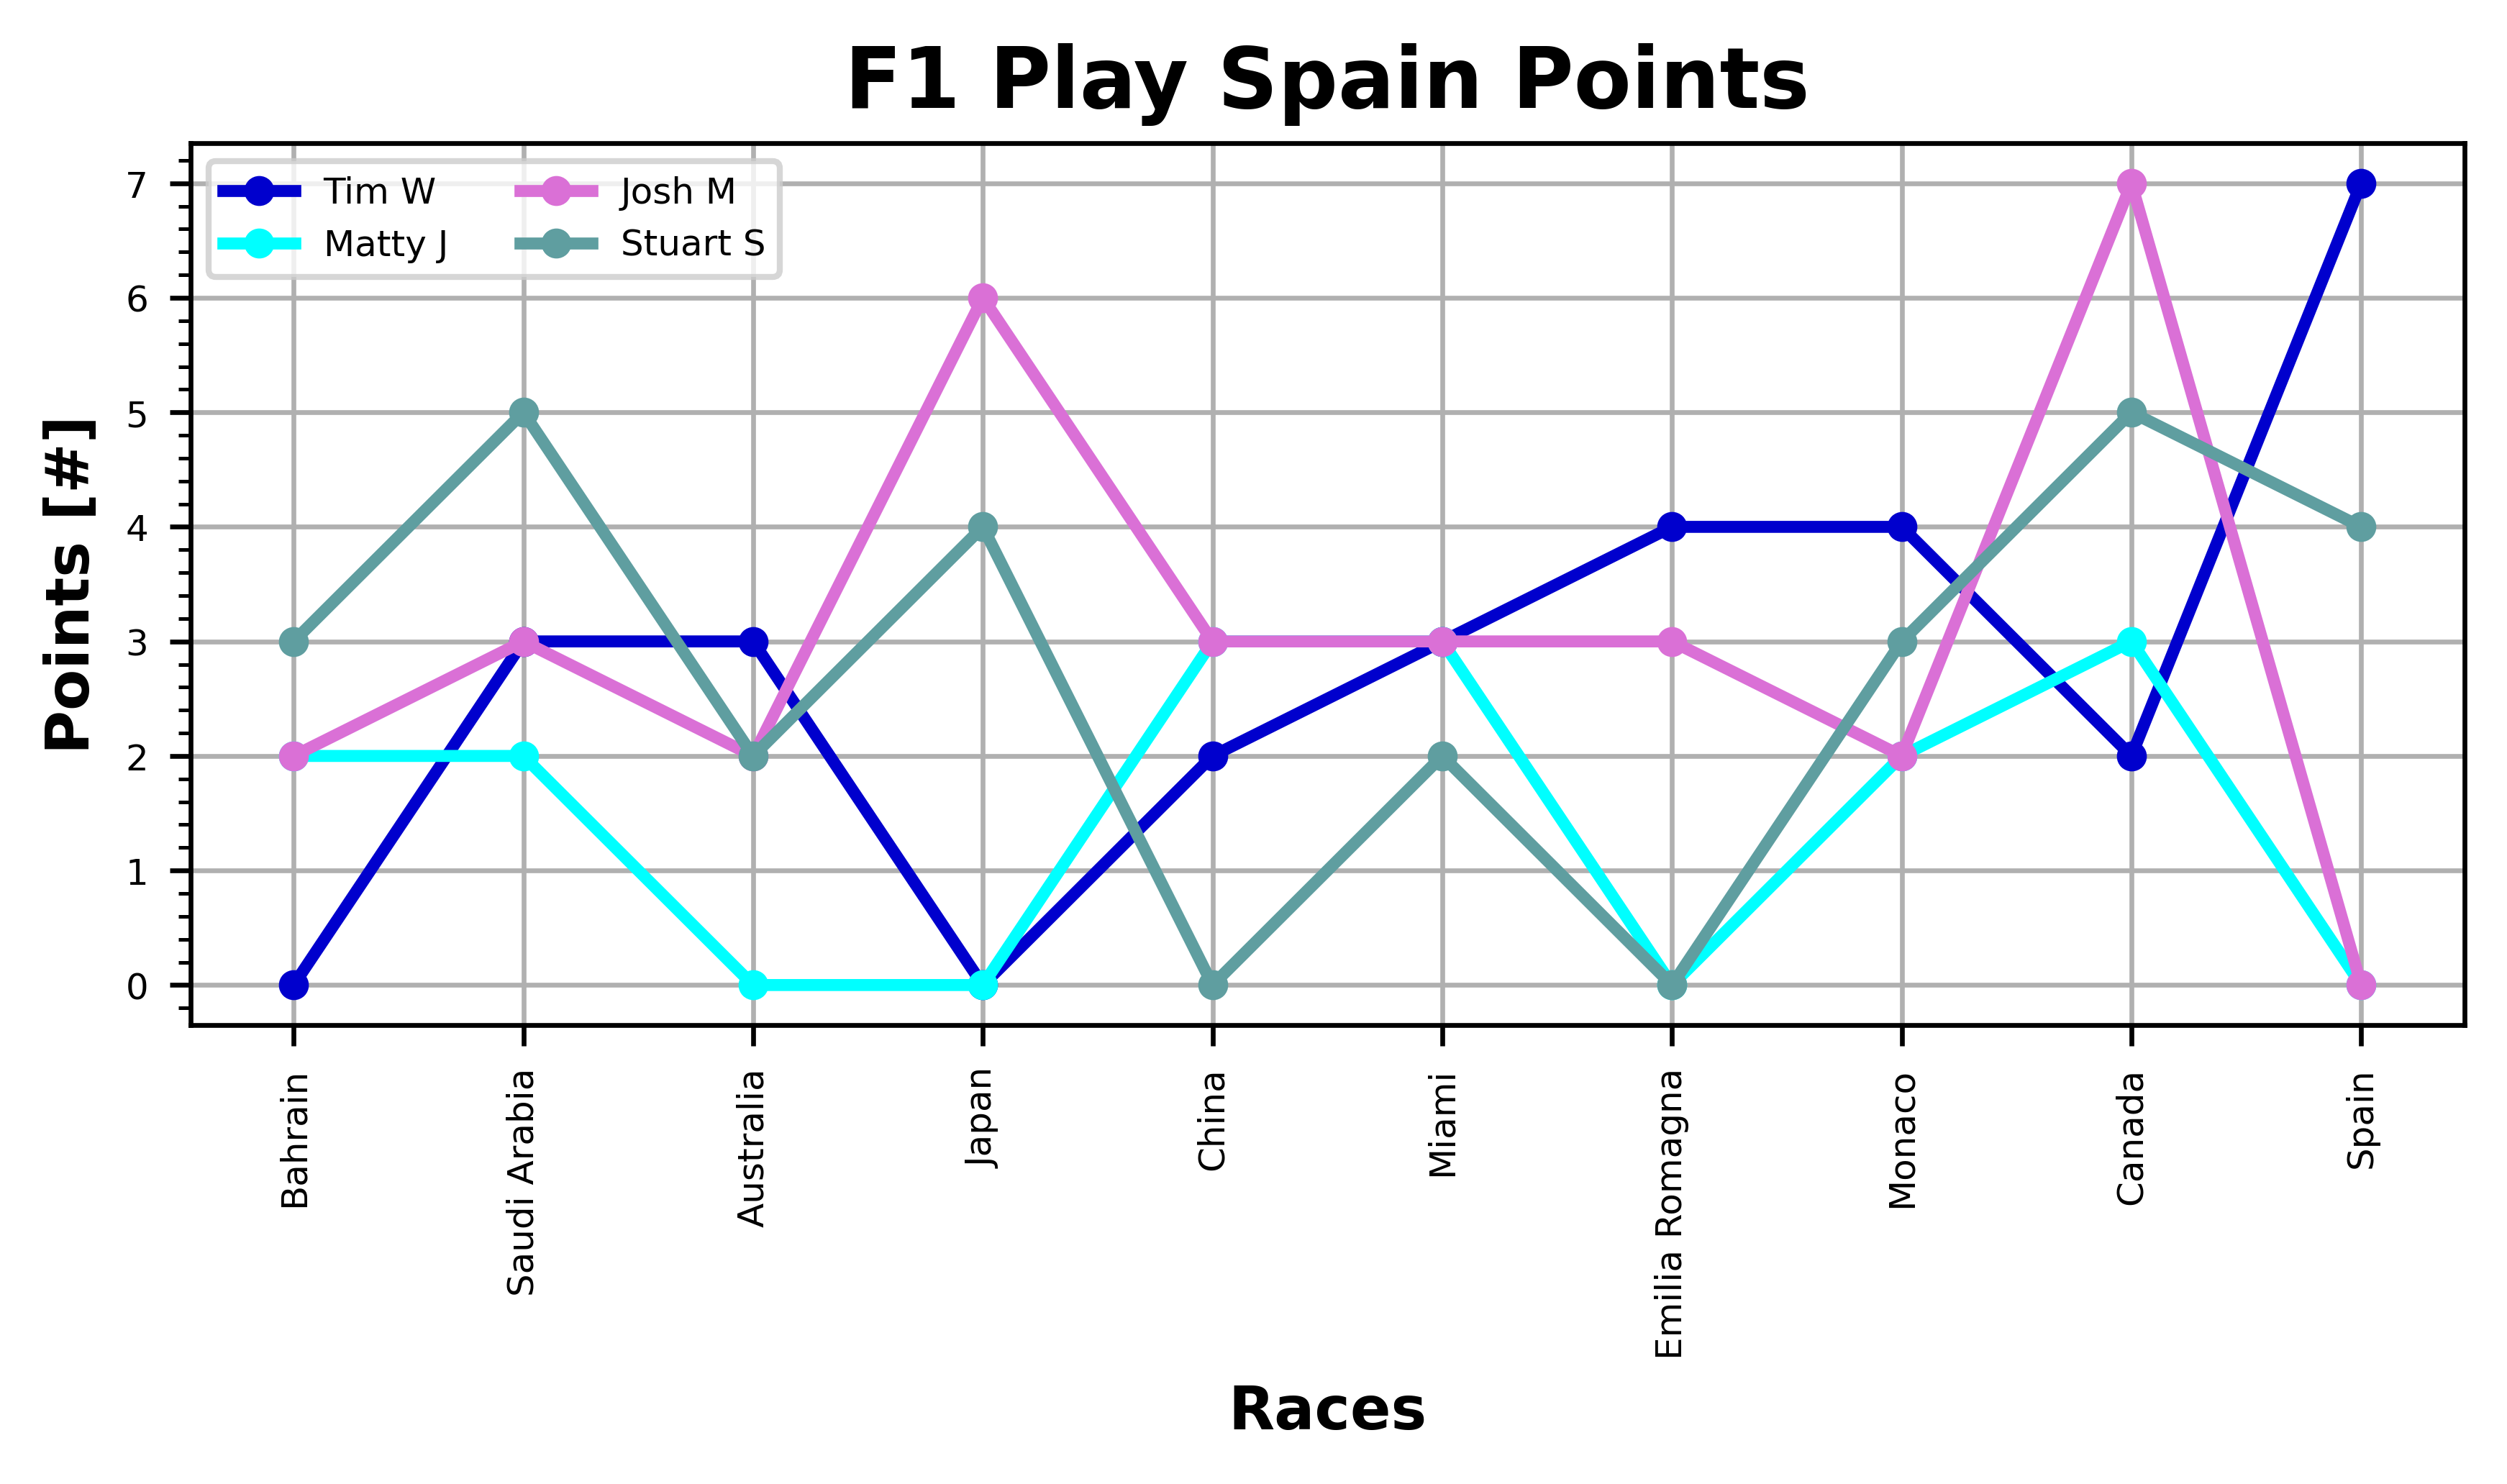 F1 Play Spain Points
Tim W
Matty J
Josh M
Stuart S
Points [#]
7
6
5
4
3
2
1
0
Bahrain
Saudi Arabia
Australia
Japan
China
Miami
Emilia Romagna
Monaco
Canada
Spain
Races